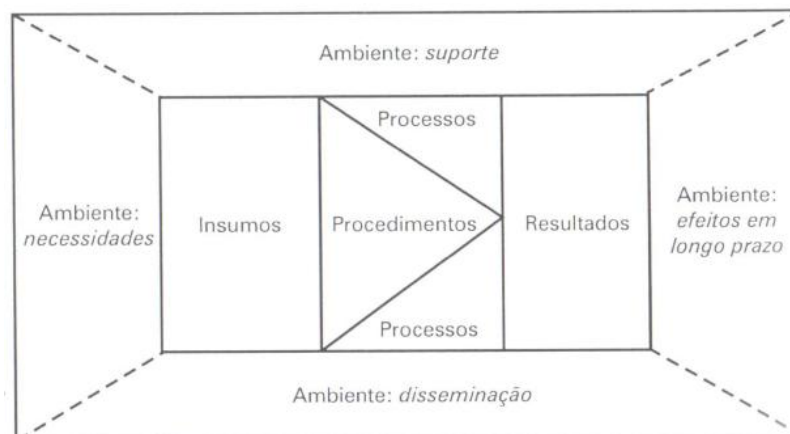 Ambiente: suporte
Processos
Ambiente:
necessidades
Insumos
Procedimentos
Resultados
Ambiente:
efeitos em
longo prazo
Processos
Ambiente: disseminação